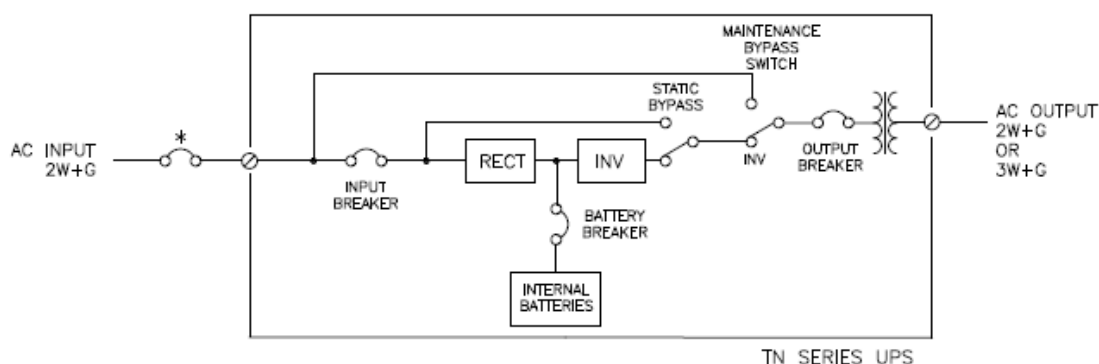 MAINTENANCE
BYPASS
SWITCH
STATIC
BYPASS
AC INPUT
2W+G
*
INPUT
BREAKER
RECT
INV
INV
OUTPUT
BREAKER
AC OUTPUT
2W+G
OR
3W+G
BATTERY
BREAKER
INTERNAL
BATTERIES
TN SERIES UPS